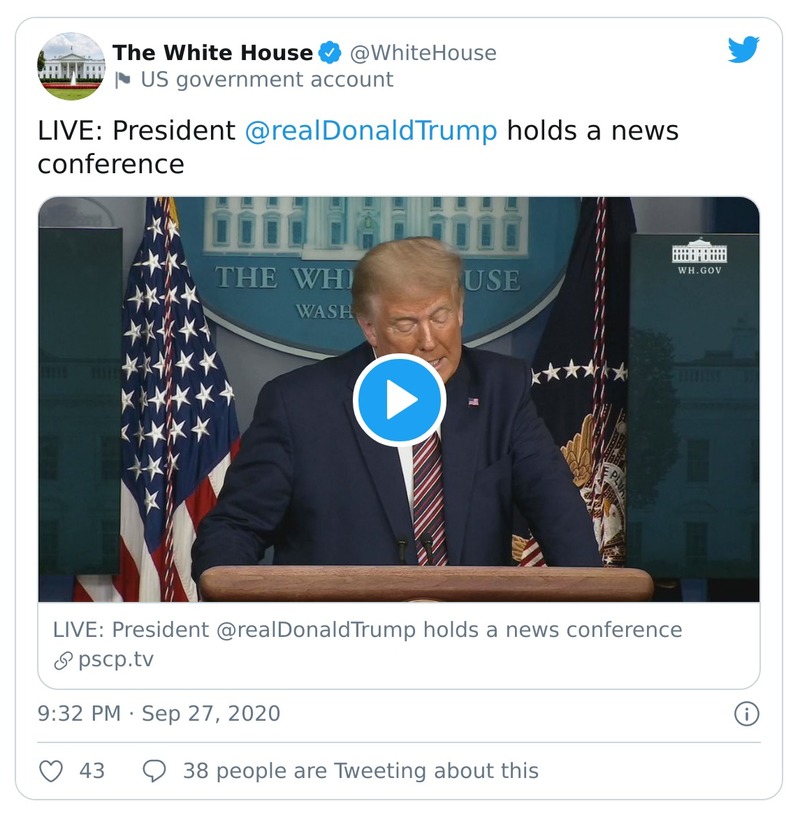 The White House @WhiteHouse
US government account
LIVE: President @realDonaldTrump holds a news
conference
THE WHI USE
WASH
WH.GOV
LIVE: President @realDonaldTrump holds a news conference
pscp.tv
9:32 PM · Sep 27, 2020
43 38 people are Tweeting about this